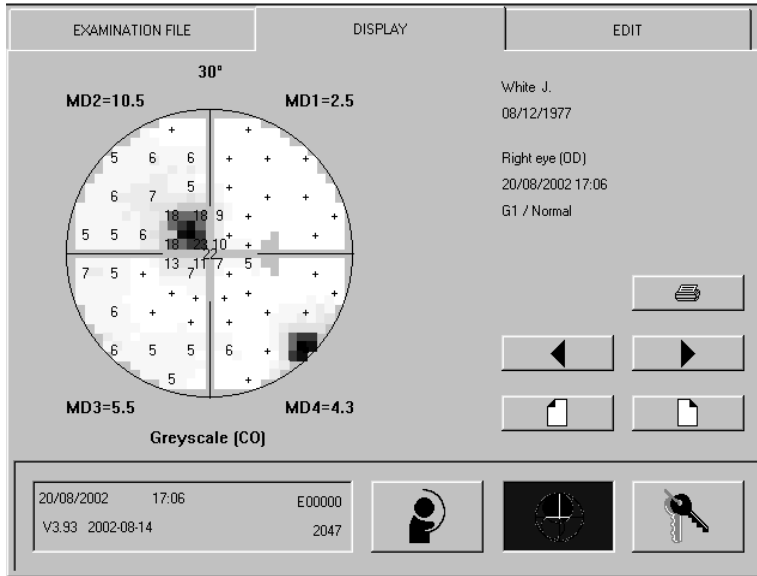 EXAMINATION FILE DISPLAY EDIT
30°
MD2=10.5 MD1=2.5
White J.
08/12/1977
Right eye (OD)
20/08/2002 17:06
G1 / Normal
+ +
5 6 6 + + +
6 7 5 + + +
18 18 9 +
5 5 6 18 23 10 + +
22
13 11 7 5
7 5 + 7 + +
+ + + +
6 + + + +
6 5 5 6 +
5 +
MD3=5.5 MD4=4.3
Greyscale (CO)
20/08/2002 17:06 E00000
V3.93 2002-08-14 2047